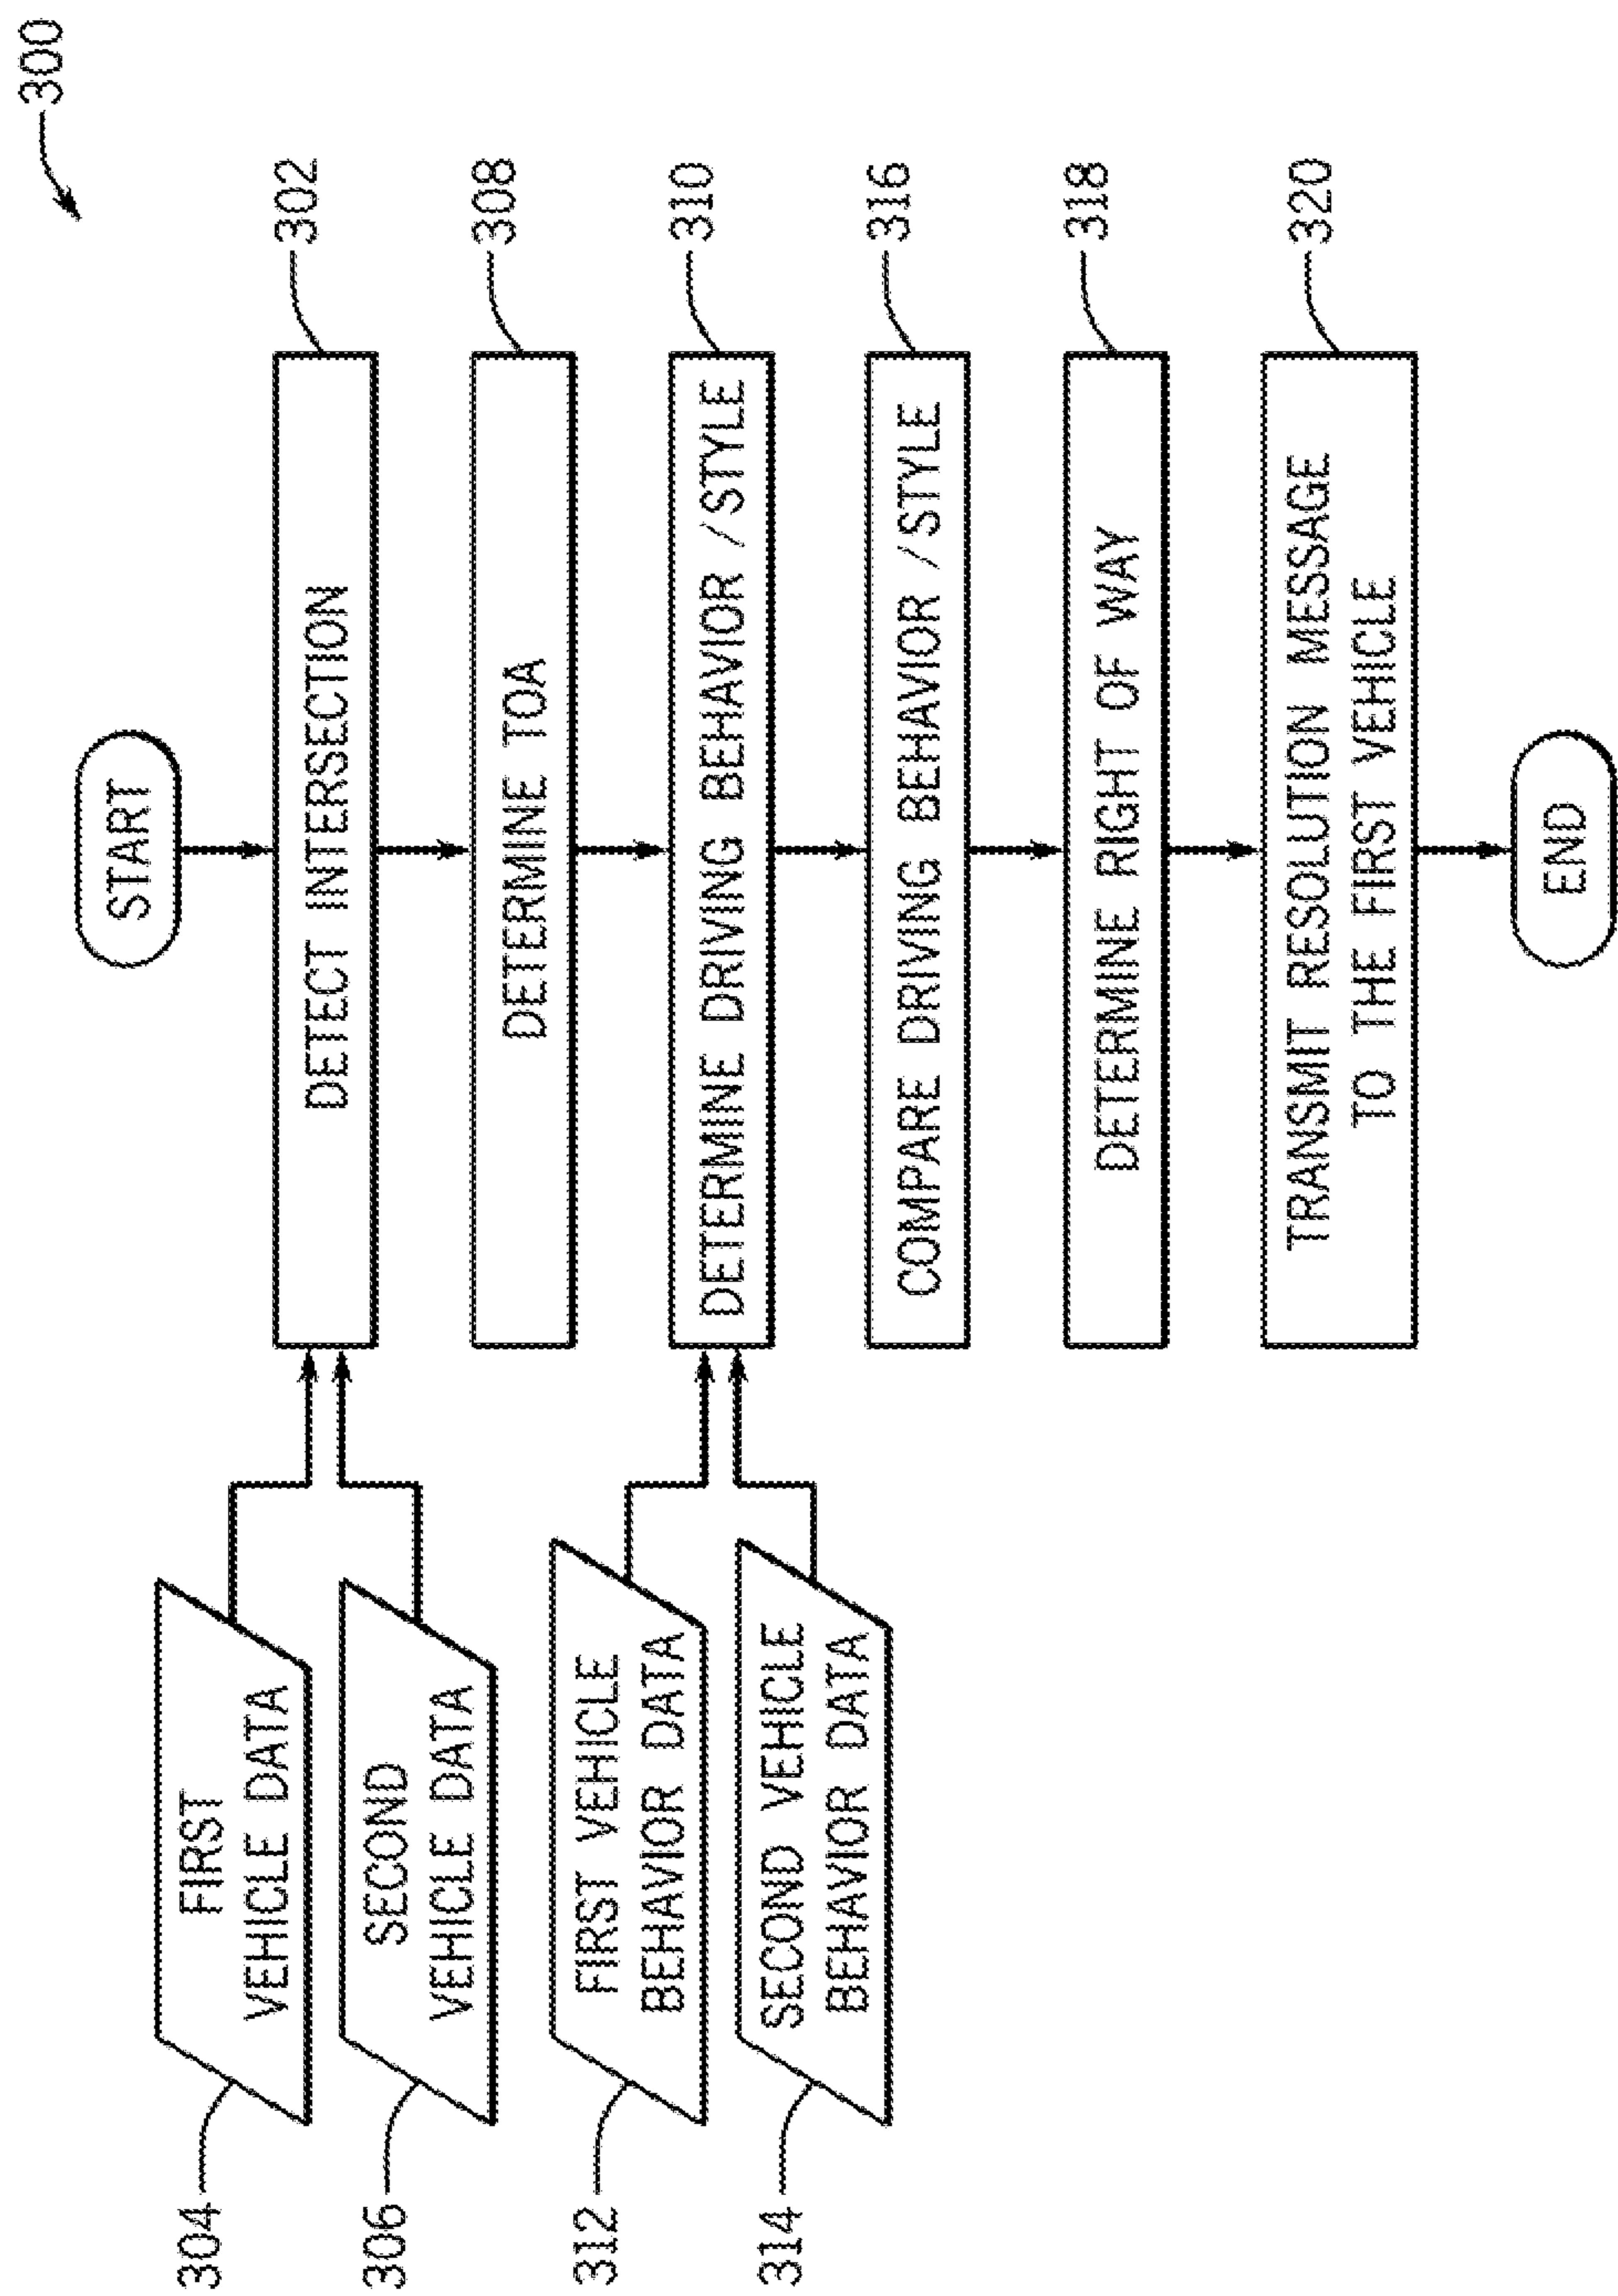 300
START
FIRST
VEHICLE DATA
304
SECOND
VEHICLE DATA
306
DETECT INTERSECTION
302
DETERMINE TOA
308
FIRST VEHICLE
BEHAVIOR DATA
312
SECOND VEHICLE
BEHAVIOR DATA
314
DETERMINE DRIVING BEHAVIOR /STYLE
310
COMPARE DRIVING BEHAVIOR /STYLE
316
DETERMINE RIGHT OF WAY
318
TRANSMIT RESOLUTION MESSAGE
TO THE FIRST VEHICLE
320
END